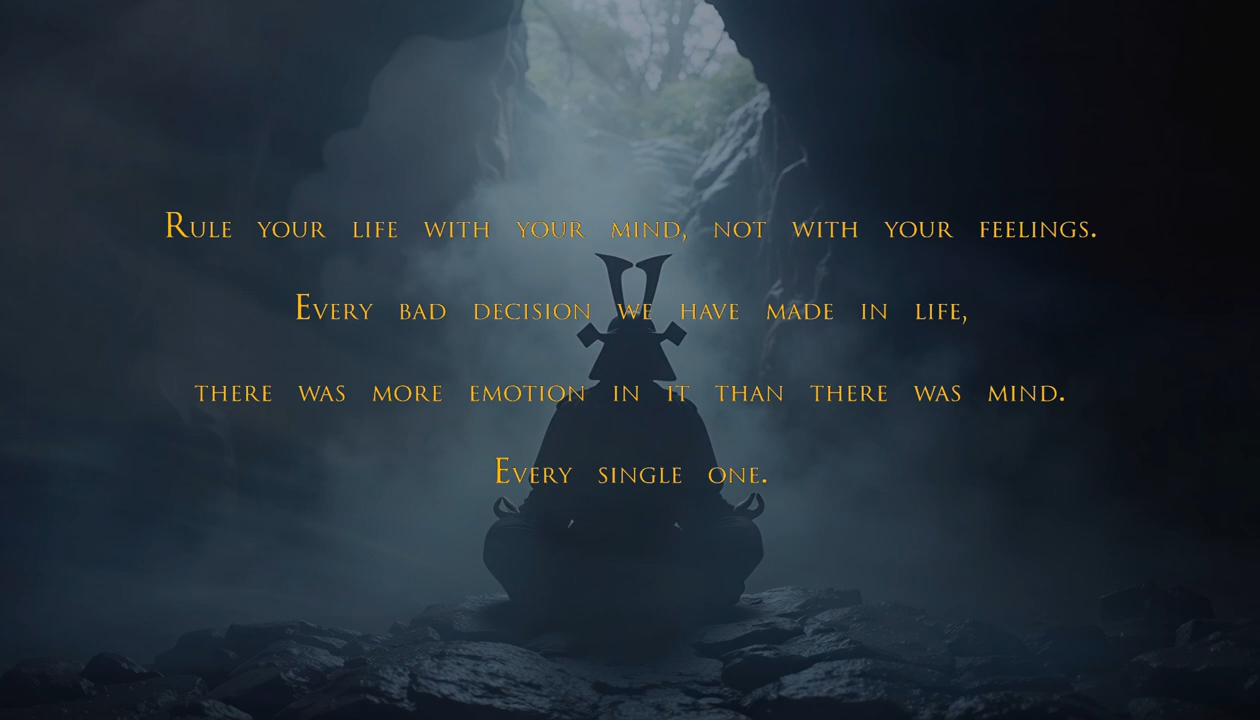 Rule your life with your mind, not with your feelings.
Every bad decision we have made in life,
there was more emotion in it than there was mind.
Every single one.